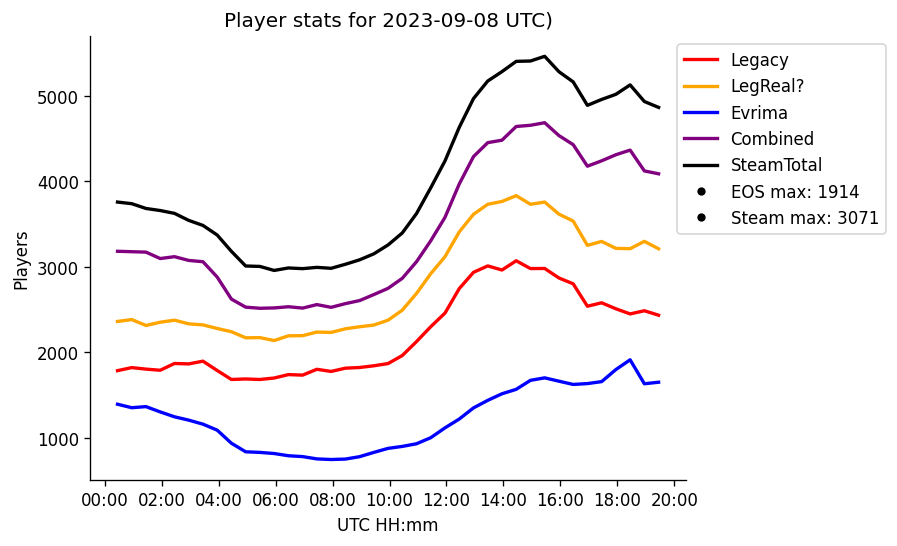 Player stats for 2023-09-08 UTC)
Legacy
LegReal?
Evrima
Combined
SteamTotal
EOS max: 1914
Steam max: 3071
Players
5000
4000
3000
2000
1000
00:00 02:00 04:00 06:00 08:00 10:00 12:00 14:00 16:00 18:00 20:00
UTC HH:mm